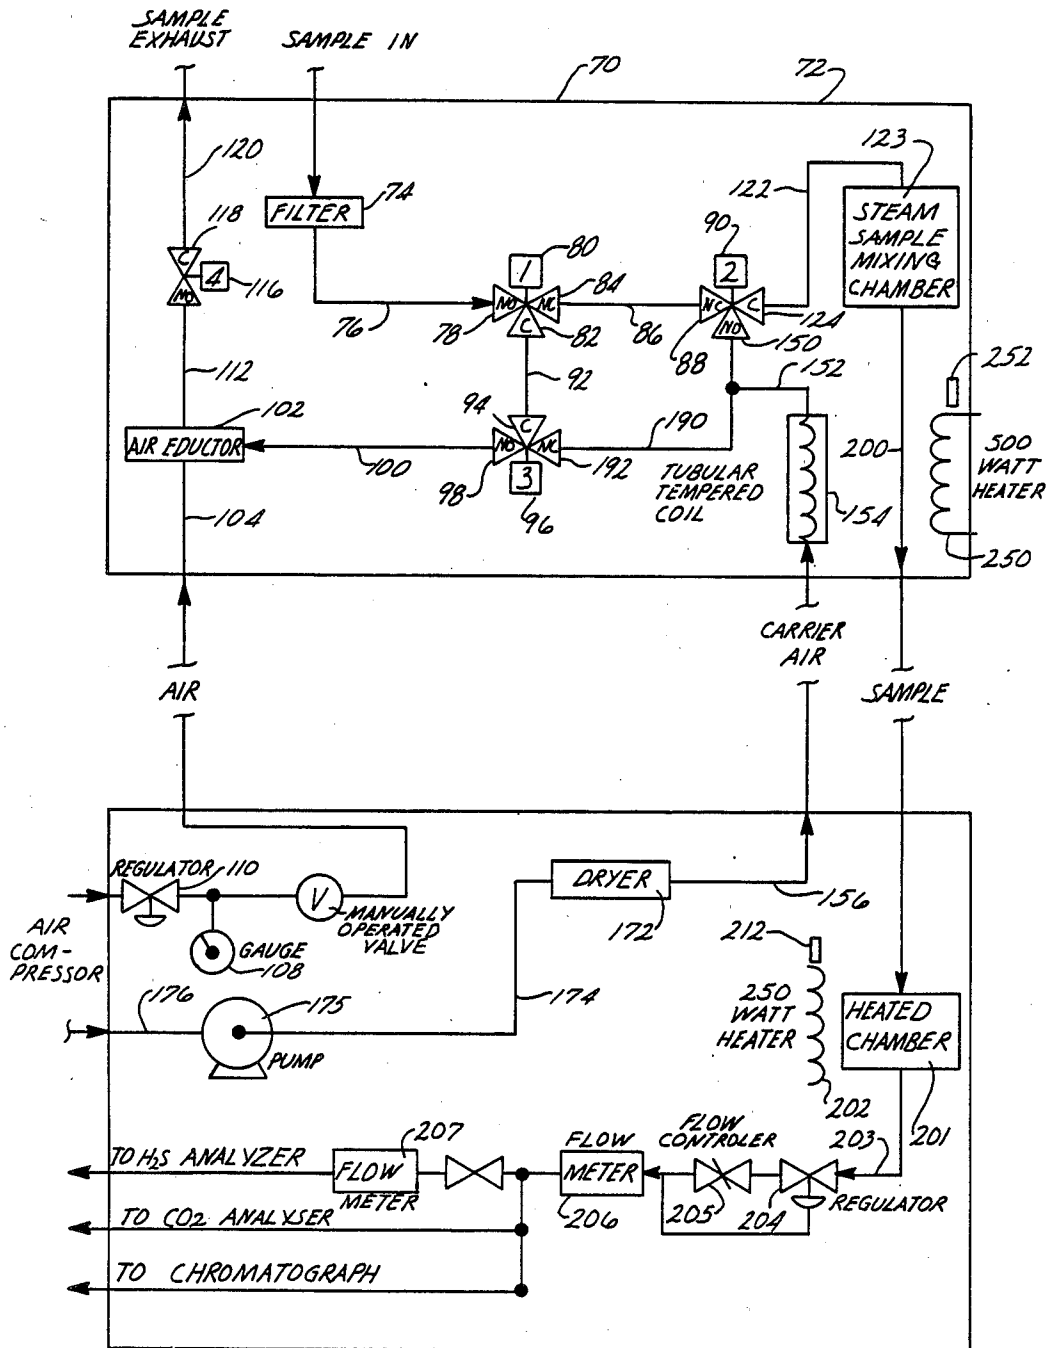 SAMPLE
EXHAUST
SAMPLE IN
70
72
120
123
122
118
74
FILTER
90
STEAM
SAMPLE
MIXING
CHAMBER
C
4
NO
116
1
80
84
2
NO
NC
C
NC
C
NO
76
78
82
86
88
124
150
252
112
92
152
102
94
C
AIR EDUCTOR
NO
NC
190
200
500
WATT
HEATER
100
98
3
192
TUBULAR
TEMPERED
COIL
154
96
104
250
CARRIER
AIR
AIR
SAMPLE
REGULATOR
110
DRYER
V
MANUALLY
OPERATED
VALVE
156
AIR
COM-
PRESSOR
GAUGE
108
172
212
176
175
174
250
WATT
HEATER
HEATED
CHAMBER
PUMP
202
201
207
FLOW
FLOW
CONTROLER
203
TO H2S ANALYZER
FLOW
METER
METER
206
205
204
REGULATOR
TO CO2 ANALYSER
TO CHROMATOGRAPH